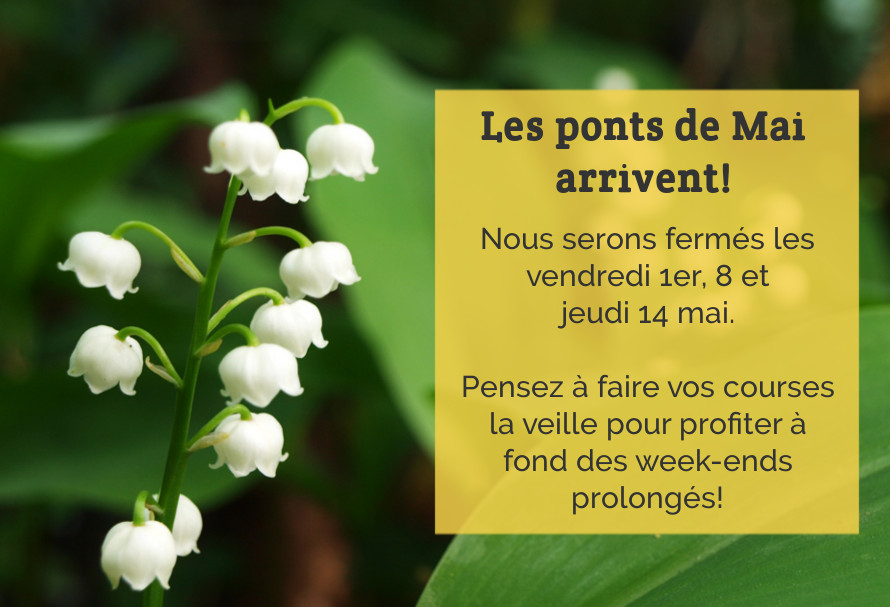 Les ponts de Mai
arrivent!
Nous serons fermés les
vendredi 1er, 8 et
jeudi 14 mai.
Pensez à faire vos courses
la veille pour profiter à
fond des week-ends
prolongés!